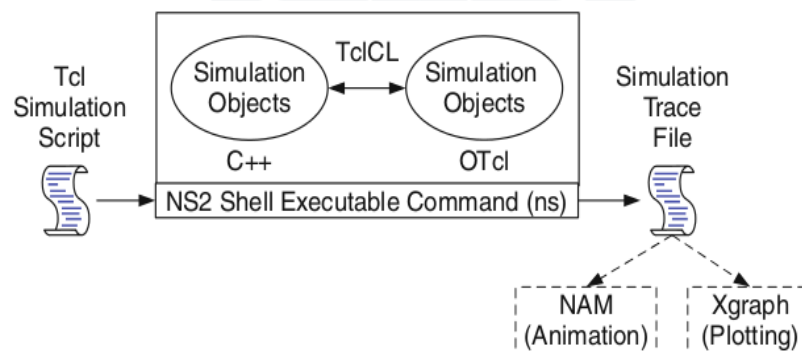 Tcl
Simulation
Script
TclCL
Simulation
Objects
C++
Simulation
Objects
OTcl
NS2 Shell Executable Command (ns)
Simulation
Trace
File
NAM
(Animation)
Xgraph
(Plotting)